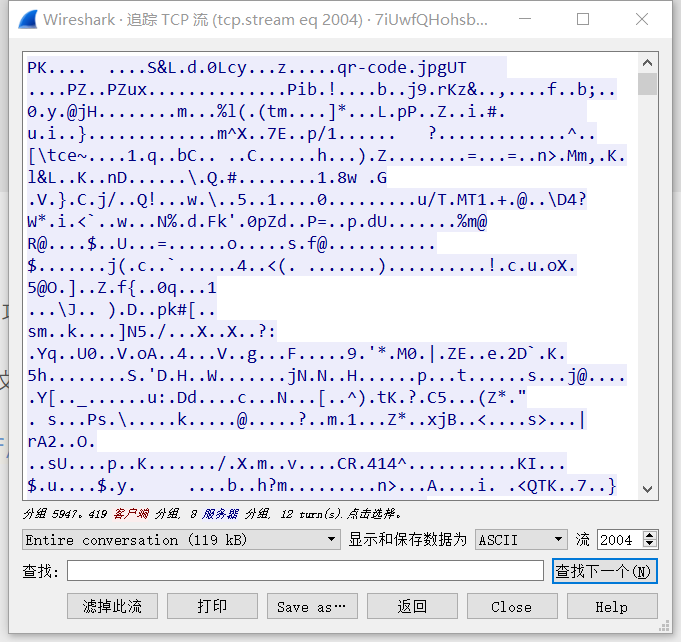 Wireshark · 追踪 TCP 流 (tcp.stream eq 2004) · 7iUwfQHohsb...
PK.... ....S&L.d.0Lcy...z.....qr-code.jpgUT
....PZ..PZux..............Pib.!....b..j9.rKz&..,....f..b;..
0.y.@jH........m...%l(.(tm....]*...L.pP..Z..i.#.
u.i..}............m^X..7E..p/1...... ?.............^..
[\tce~....1.q..bC.. ..C......h...).Z........=...=..n>.Mm,.K.
l&L..K..nD......\.Q.#........1.8w .G
.V.}.C.j/..Q!...w.\..5..1....0.........u/T.MT1.+.@..\D4?
W*.i.<`..w...N%.d.Fk'.0pZd..P=..p.dU.......%m@
R@....$..U...=......o.....s.f@...........
$.......j(.c..`......4..<(. .......)..........!.c.u.oX.
5@O.]..Z.f{..0q...1
...\J.. ).D..pk#[..
sm..k....]N5./...X..X..?:
.Yq..U0..V.oA..4...V..g...F.....9.'*.M0.|.ZE..e.2D`.K.
5h........S.'D.H..W.......jN.N..H......p...t......s...j@....
.Y[.._......u:.Dd....c...N...[..^).tK.?.C5...(Z*."
. s...Ps.\.....k.....@.....?..m.1...Z*..xjB..<....s>...|
rA2..O.
..sU....p..K......./.X.m..v....CR.414^...........KI...
$.u....$.y. ....b..h?m.........n>...A....i. .<QTK..7..}
分组 5947。419 客户端 分组, 8 服务器 分组, 12 turn(s).点击选择。
Entire conversation (119 kB) 显示和保存数据为 ASCII 流 2004
查找: 查找下一个(N)
滤掉此流 打印 Save as… 返回 Close Help